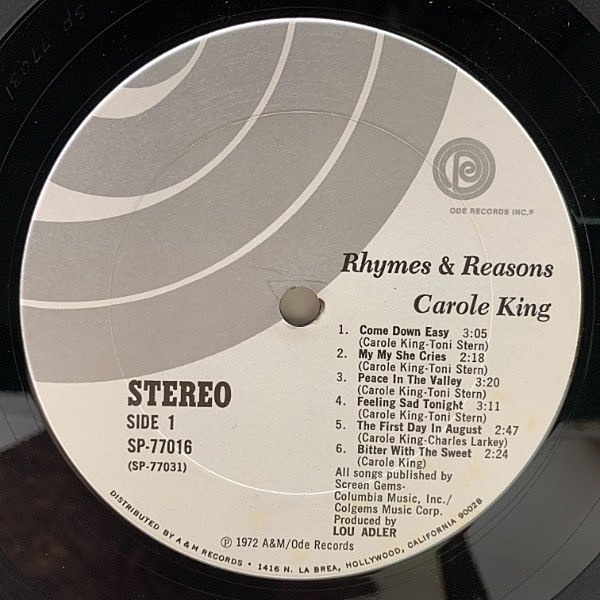 SP 77031
ODE RECORDS INC.®
Rhymes & Reasons
Carole King
1. Come Down Easy 3:05
(Carole King-Toni Stern)
2. My My She Cries 2:18
(Carole King-Toni Stern)
3. Peace In The Valley 3:20
(Carole King-Toni Stern)
4. Feeling Sad Tonight 3:11
(Carole King-Toni Stern)
5. The First Day In August 2:47
(Carole King-Charles Larkey)
6. Bitter With The Sweet 2:24
(Carole King)
All songs published by
Screen Gems-
Columbia Music, Inc./
Colgems Music Corp.
Produced by
LOU ADLER
STEREO
SIDE 1
SP-77016
(SP-77031)
℗ 1972 A&M/Ode Records
DISTRIBUTED BY A & M RECORDS • 1416 N. LA BREA, HOLLYWOOD, CALIFORNIA 90028